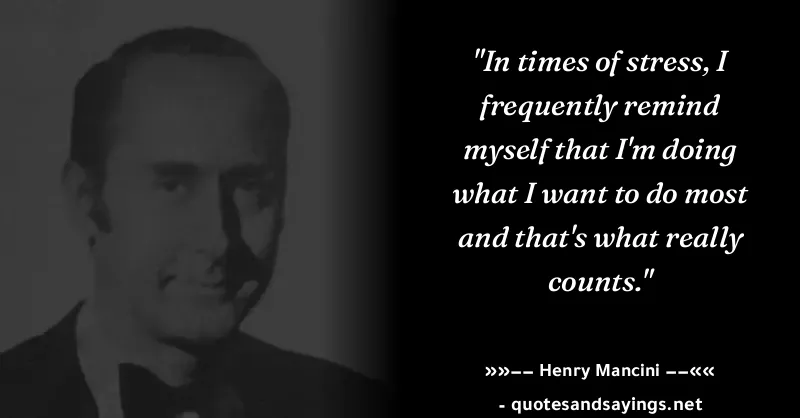 "In times of stress, I
frequently remind
myself that I'm doing
what I want to do most
and that's what really
counts."
»»−− Henry Mancini −−««
- quotesandsayings.net